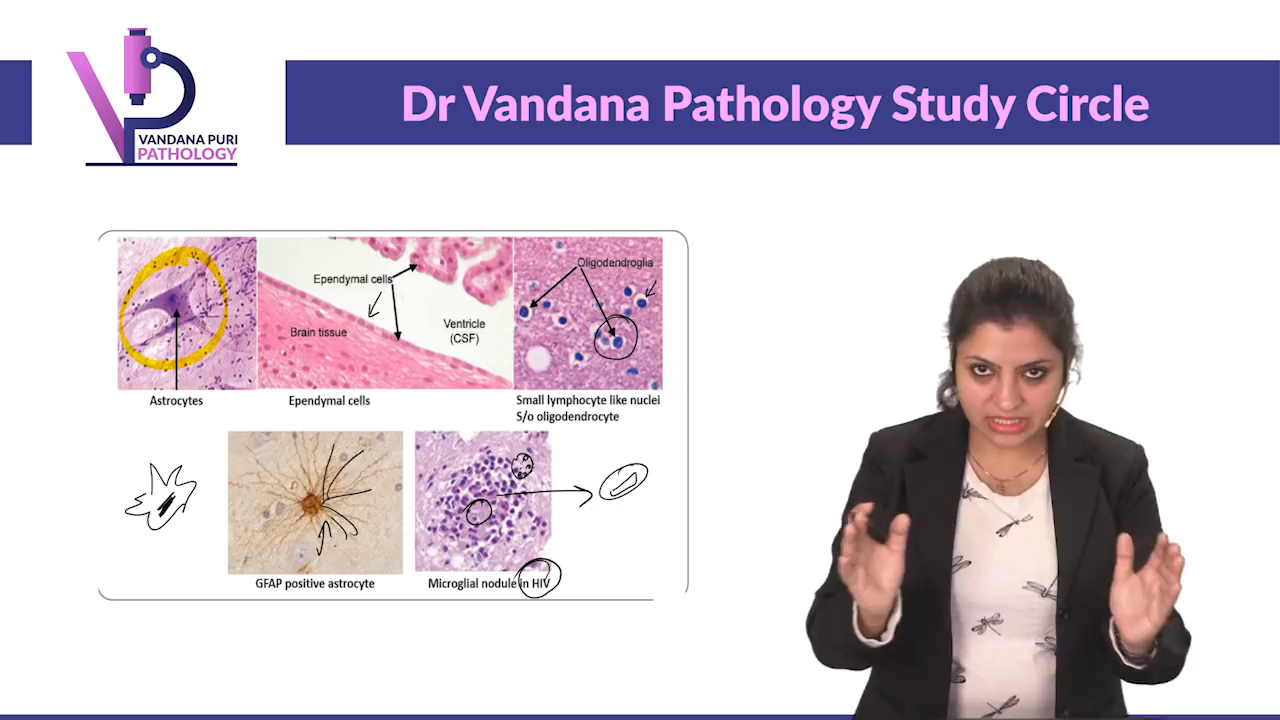 Dr Vandana Pathology Study Circle
VANDANA PURI
PATHOLOGY
Ependymal cells
Brain tissue
Ventricle
(CSF)
Oligodendroglia
Astrocytes
Ependymal cells
Small lymphocyte like nuclei
S/o oligodendrocyte
GFAP positive astrocyte
Microglial nodule in HIV